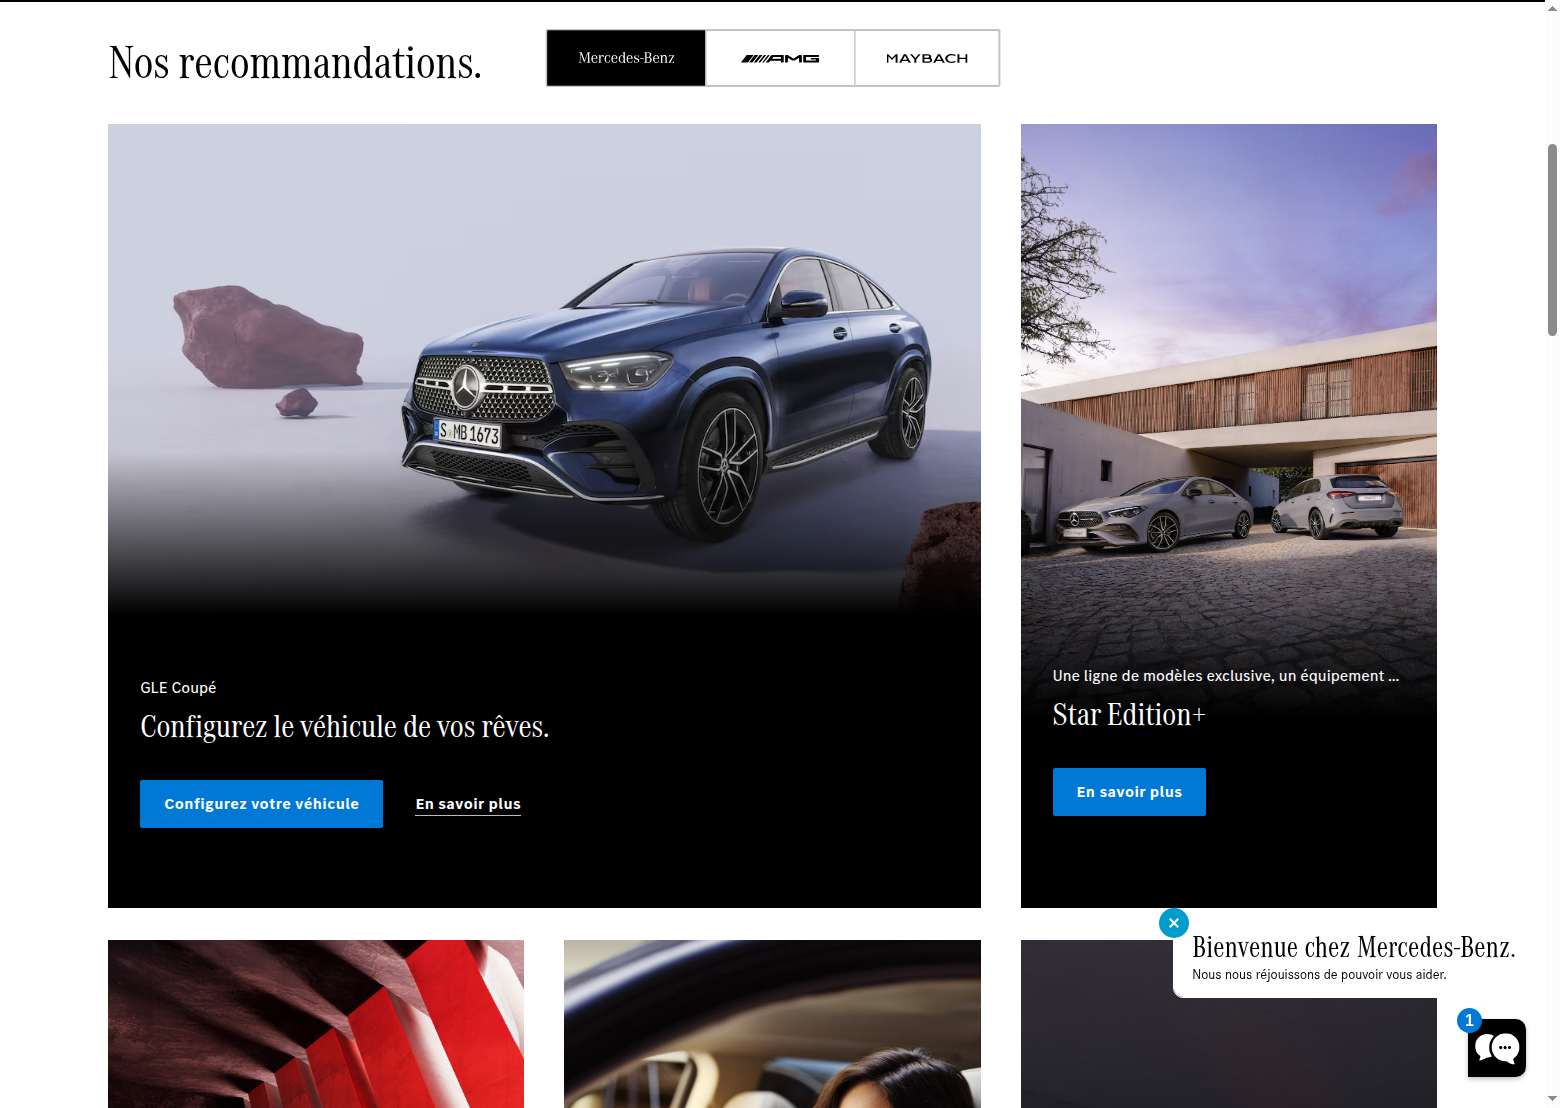 Nos recommandations.
Mercedes-Benz
AMG
MAYBACH
S MB 1673
GLE Coupé
Configurez le véhicule de vos rêves.
Configurez votre véhicule
En savoir plus
Une ligne de modèles exclusive, un équipement ...
Star Edition+
En savoir plus
Bienvenue chez Mercedes-Benz.
Nous nous réjouissons de pouvoir vous aider.
1